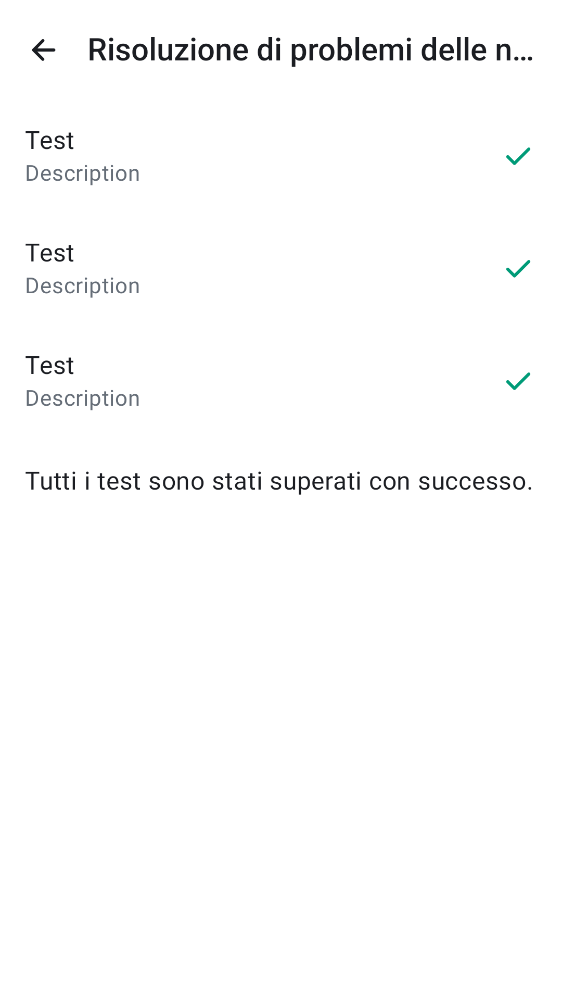 Risoluzione di problemi delle n...
Test
Description
Test
Description
Test
Description
Tutti i test sono stati superati con successo.